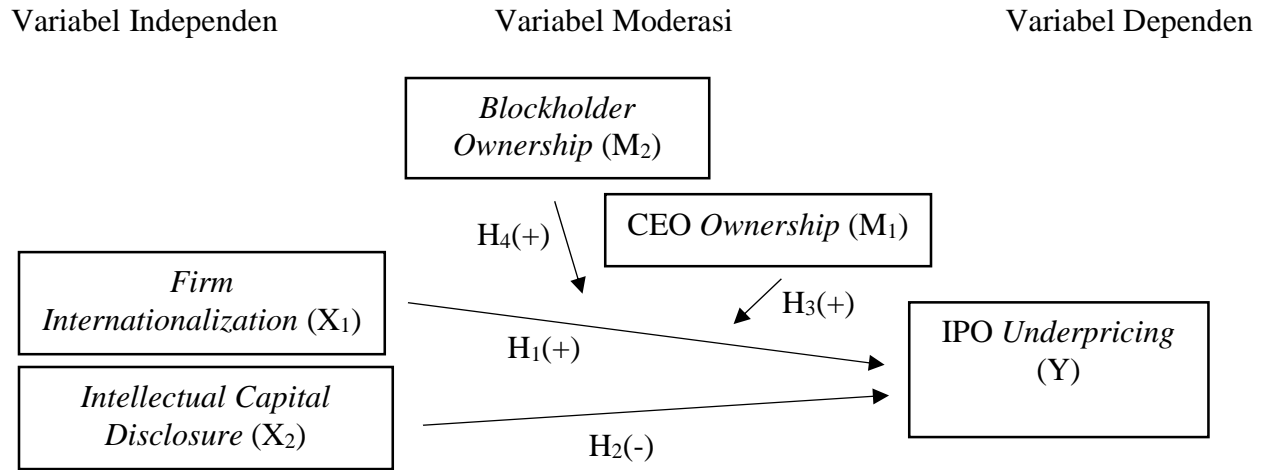 Variabel Independen
Variabel Moderasi
Variabel Dependen
Blockholder
Ownership (M₂)
H₄(+)
CEO Ownership (M₁)
H₃(+)
Firm
Internationalization (X₁)
H₁(+)
IPO Underpricing
(Y)
Intellectual Capital
Disclosure (X₂)
H₂(-)